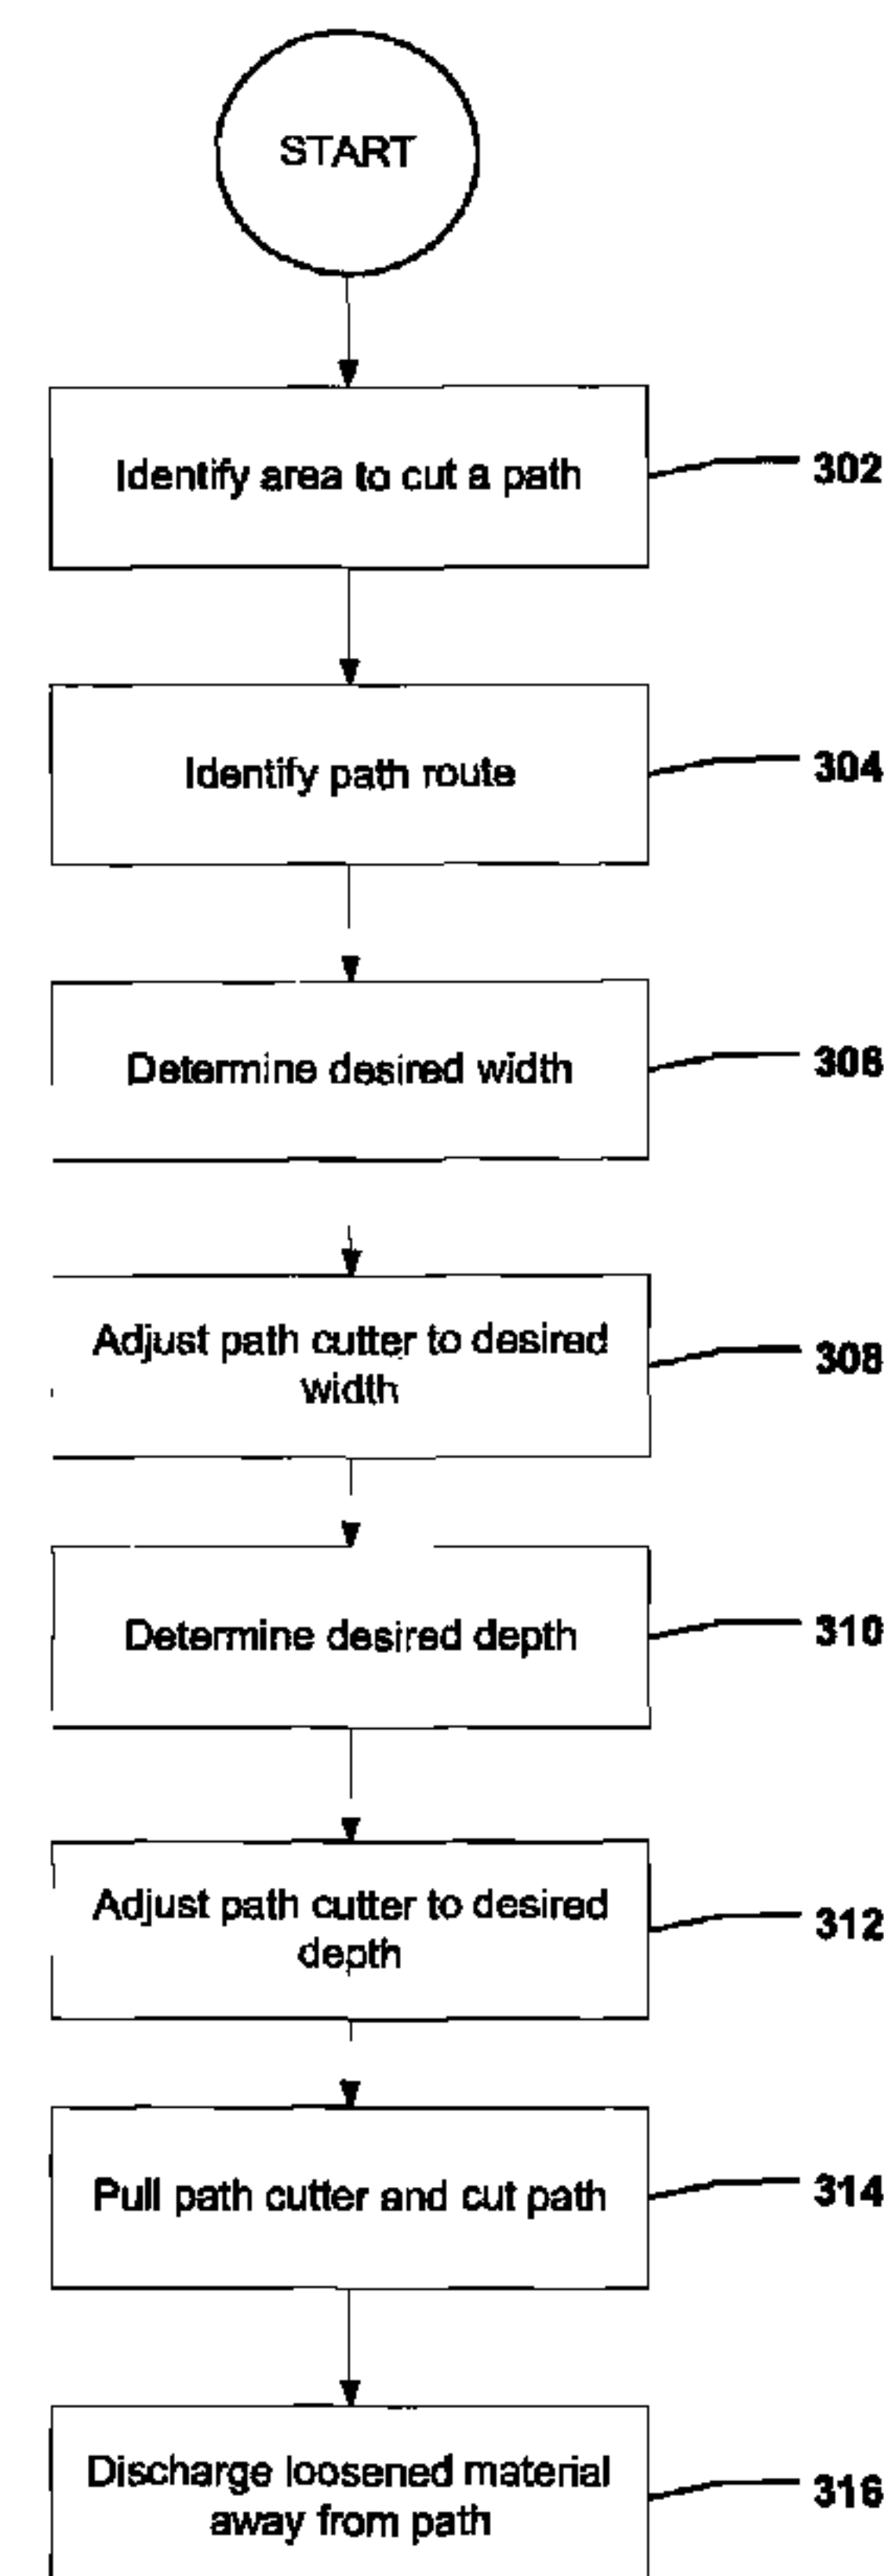 START
Identify area to cut a path
302
Identify path route
304
Determine desired width
306
Adjust path cutter to desired
width
308
Determine desired depth
310
Adjust path cutter to desired
depth
312
Pull path cutter and cut path
314
Discharge loosened material
away from path
316